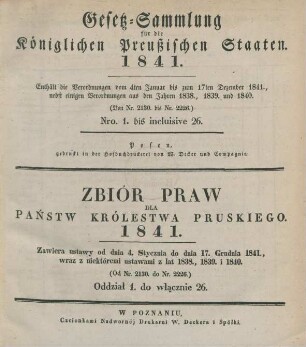 Gesetz-Sammlung
für die
Königlichen Preußischen Staaten.
1841.
Enthält die Verordnungen vom 4ten Januar bis zum 17ten Dezember 1841.,
nebst einigen Verordnungen aus den Jahren 1838., 1839. und 1840.
(Von Nr. 2130. bis Nr. 2226.)
Nro. 1. bis incluisive 26.
Posen,
gedruckt in der Hofbuchdruckerei von W. Decker und Compagnie.
ZBIÓR PRAW
DLA
PAŃSTW KRÓLESTWA PRUSKIEGO.
1841.
Zawiera ustawy od dnia 4. Stycznia do dnia 17. Grudnia 1841.,
wraz z niektóremi ustawami z lat 1838., 1839. i 1840.
(Od Nr. 2130. do Nr. 2226.)
Oddział 1. do włącznie 26.
W POZNANIU,
Czcionkami Nadwornéj Drukarni W. Deckera i Spółki.